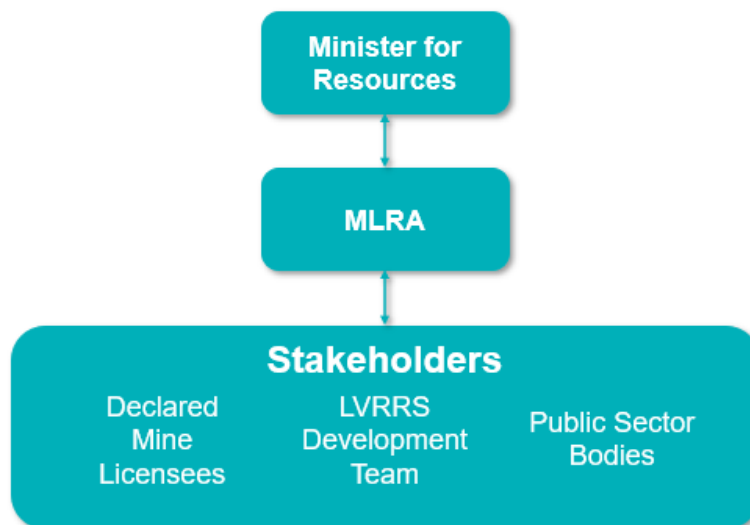 Minister for
Resources
MLRA
Stakeholders
Declared
Mine
Licensees
LVRRS
Development
Team
Public Sector
Bodies